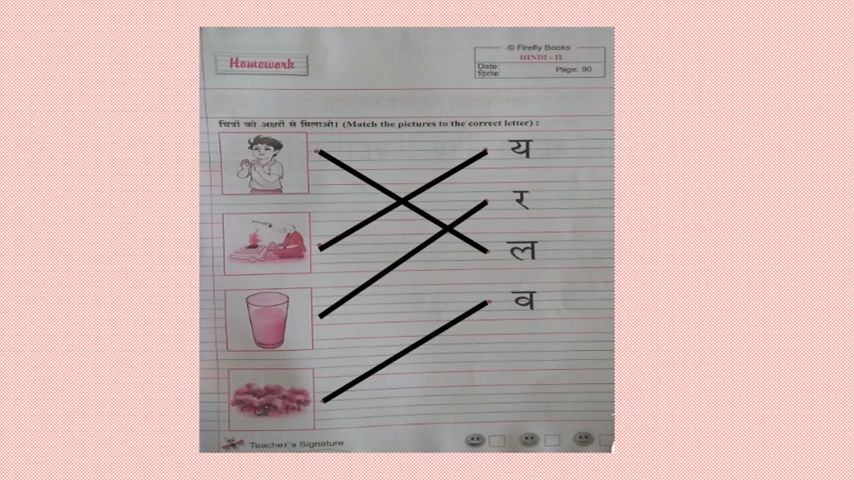 Homework
© Firefly Books
HINDI - II
Date:
दिनांक
Page: 90
चित्रों को अक्षरों से मिलाओ। (Match the pictures to the correct letter) :
य
र
ल
व
Teacher's Signature